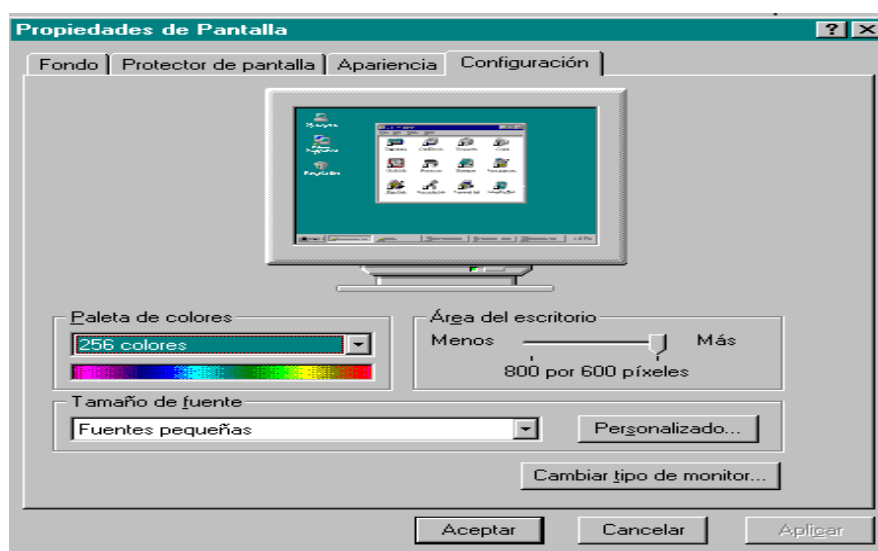 Propiedades de Pantalla
Fondo Protector de pantalla Apariencia Configuración
Paleta de colores
256 colores
Área del escritorio
Menos Más
800 por 600 píxeles
Tamaño de fuente
Fuentes pequeñas
Personalizado...
Cambiar tipo de monitor...
Aceptar Cancelar Aplicar